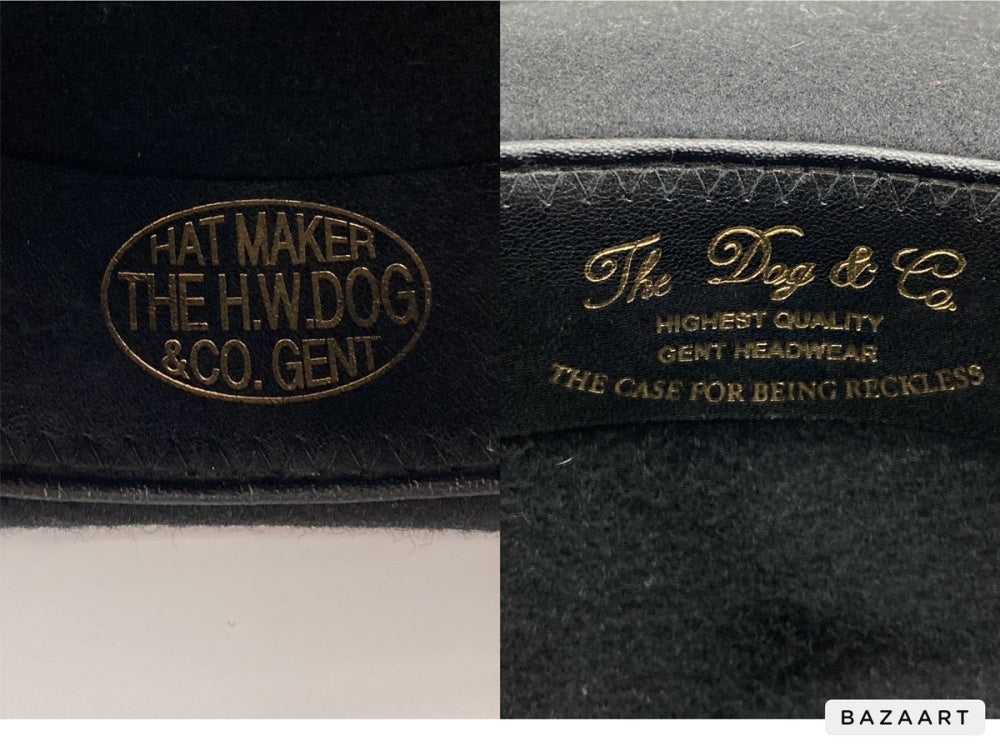 HAT MAKER
THE H.W.DOG
&CO. GENT
The Dog & Co.
HIGHEST QUALITY
GENT HEADWEAR
THE CASE FOR BEING RECKLESS
BAZAART